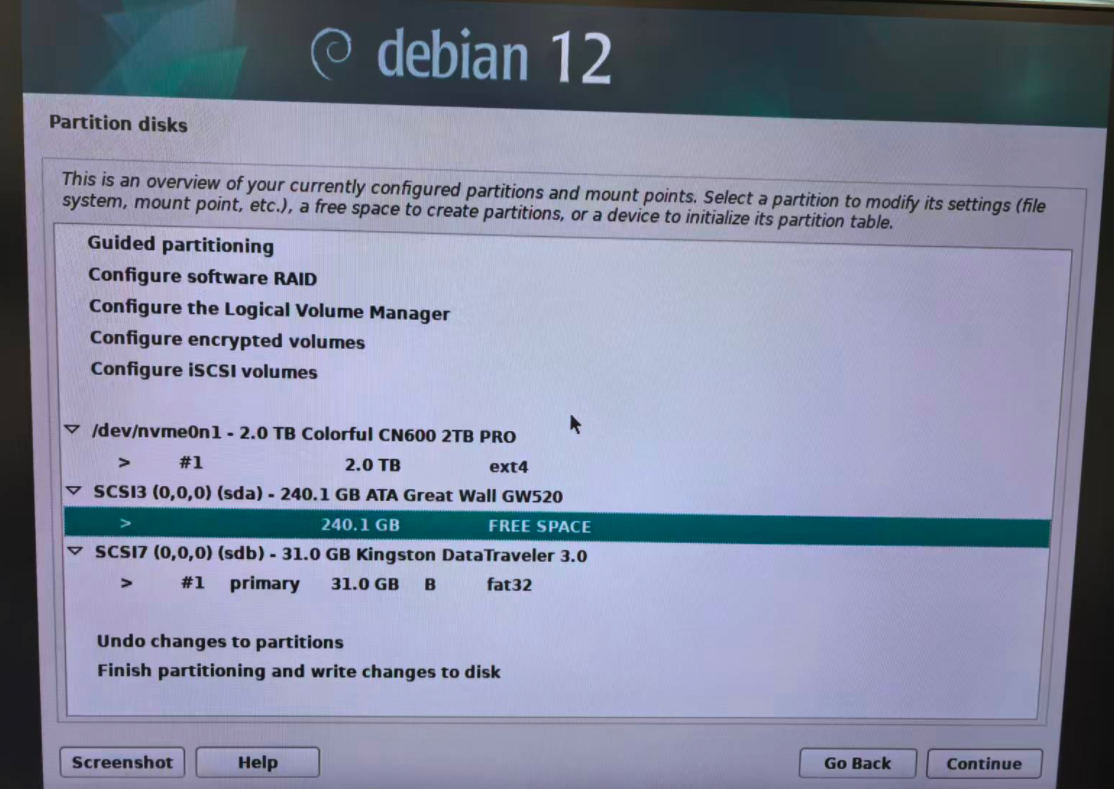 debian 12
Partition disks
This is an overview of your currently configured partitions and mount points. Select a partition to modify its settings (file
system, mount point, etc.), a free space to create partitions, or a device to initialize its partition table.
Guided partitioning
Configure software RAID
Configure the Logical Volume Manager
Configure encrypted volumes
Configure iSCSI volumes
/dev/nvme0n1 - 2.0 TB Colorful CN600 2TB PRO
> #1 2.0 TB ext4
SCSI3 (0,0,0) (sda) - 240.1 GB ATA Great Wall GW520
> 240.1 GB FREE SPACE
SCSI7 (0,0,0) (sdb) - 31.0 GB Kingston DataTraveler 3.0
> #1 primary 31.0 GB B fat32
Undo changes to partitions
Finish partitioning and write changes to disk
Screenshot Help Go Back Continue